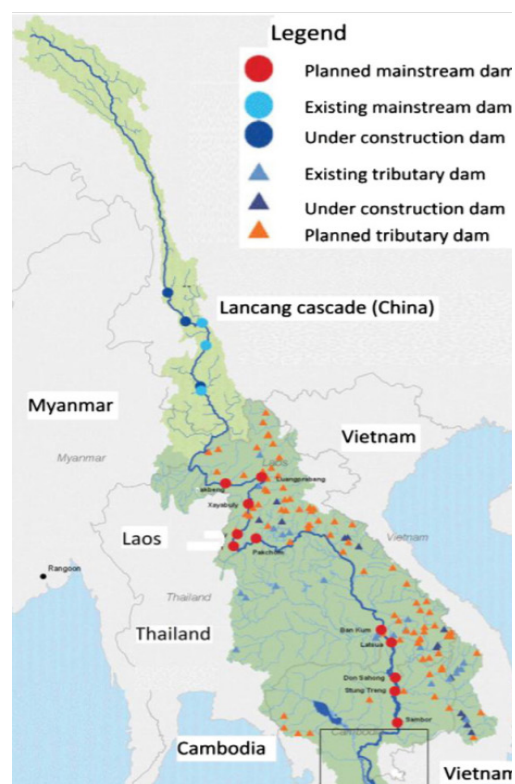 Legend
Planned mainstream dam
Existing mainstream dam
Under construction dam
Existing tributary dam
Under construction dam
Planned tributary dam
Lancang cascade (China)
Myanmar
Myanmar
Vietnam
Laos
Luangprabang
Xayabuly
Laos
Vietnam
Rangoon
Thailand
Thailand
Ban Kum
Latsua
Don Sahong
Stung Treng
Sambor
Cambodia
Cambodia
Vietnam